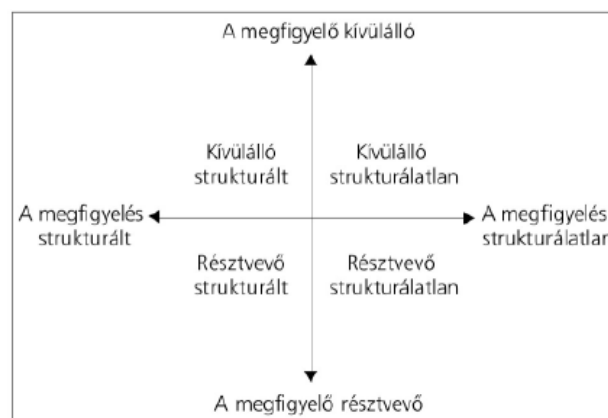 A megfigyelő kívülálló
Kívülálló
strukturált
Kívülálló
strukturálatlan
A megfigyelés
strukturált
A megfigyelés
strukturálatlan
Résztvevő
strukturált
Résztvevő
strukturálatlan
A megfigyelő résztvevő